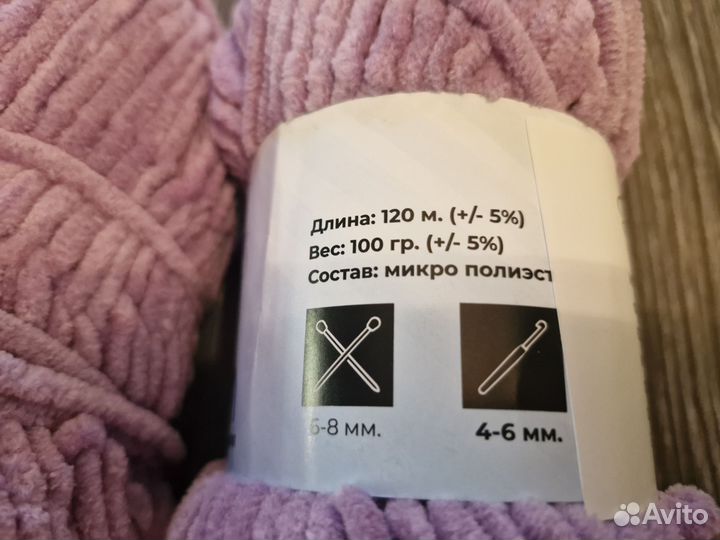 Длина: 120 м. (+/- 5%)
Вес: 100 гр. (+/- 5%)
Состав: микро полиэст
6-8 мм.
4-6 мм.
Avito